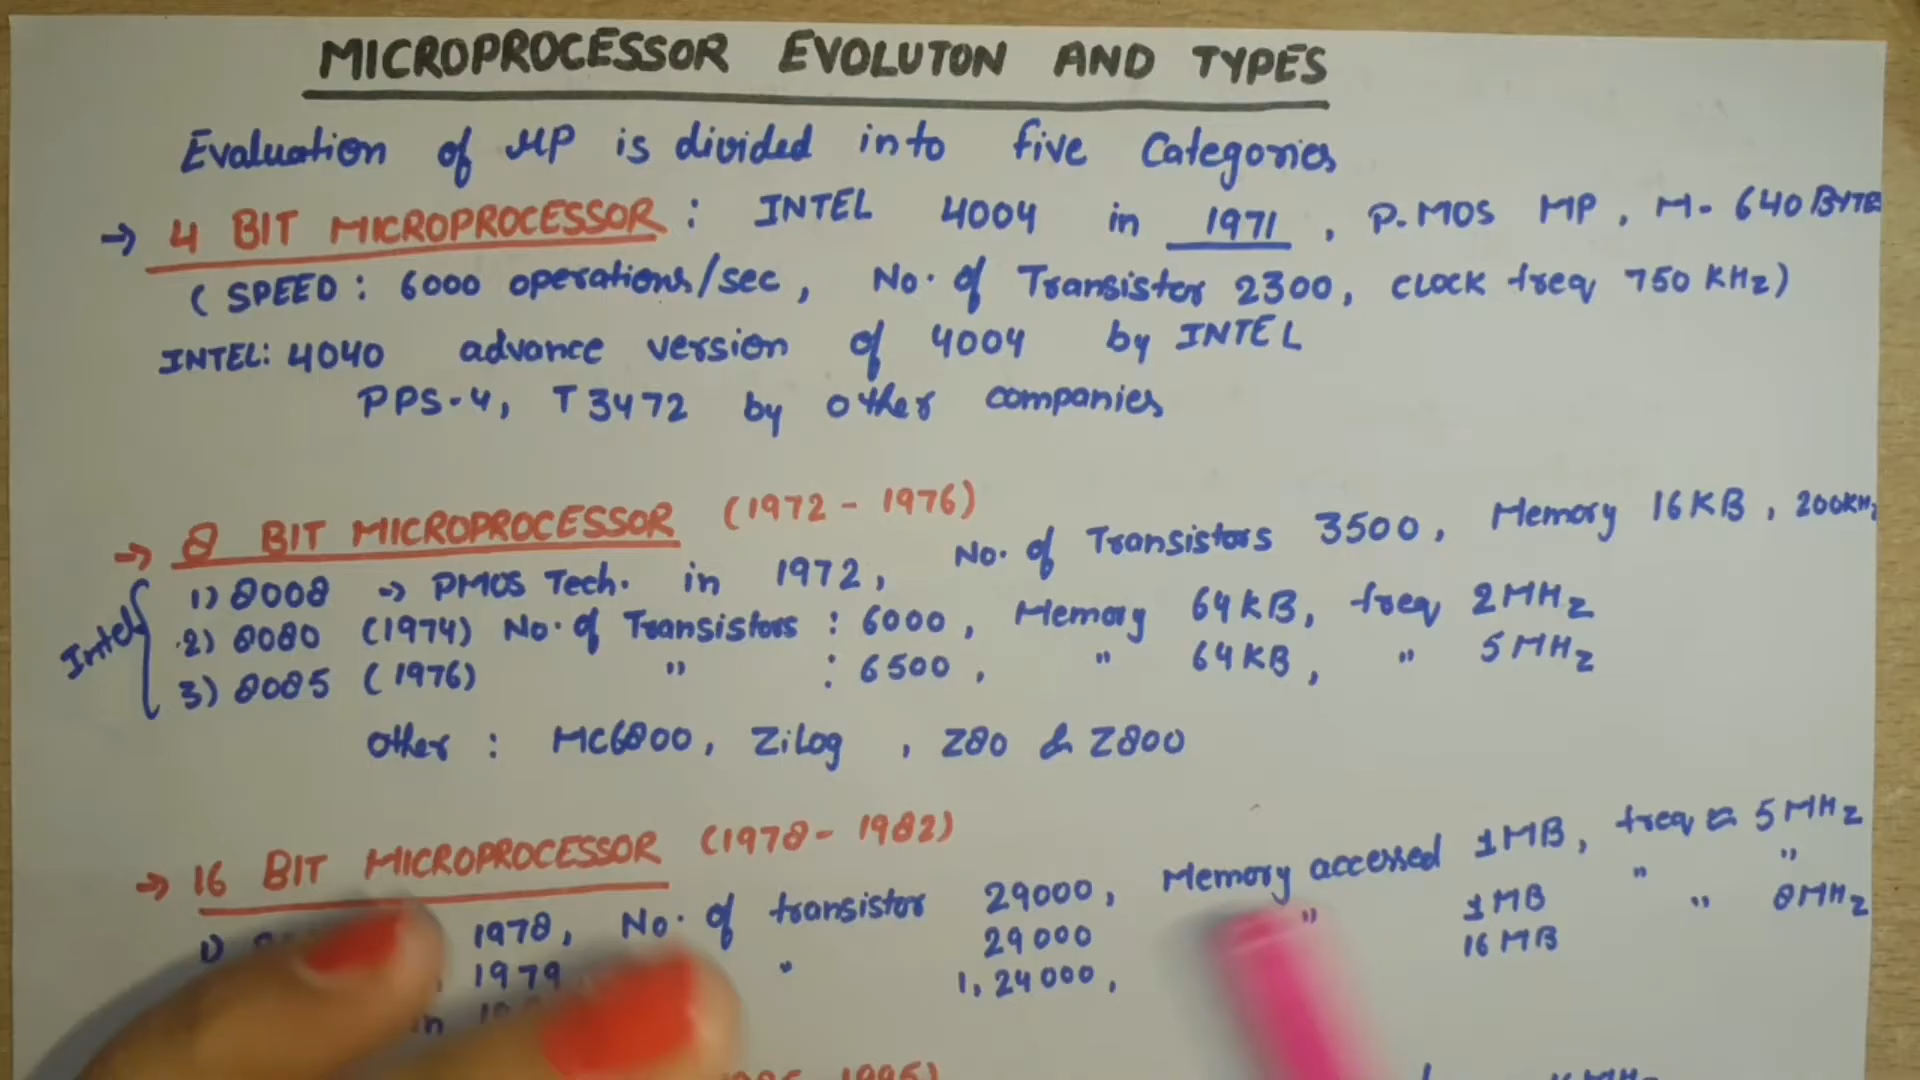 MICROPROCESSOR EVOLUTON AND TYPES
Evaluation of MP is divided into five Categories
→ 4 BIT MICROPROCESSOR : INTEL 4004 in 1971 , P.MOS MP, M- 640 BYTE
( SPEED : 6000 operations/sec, No. of Transistor 2300, CLOCK freq 750 KHz)
INTEL: 4040 advance version of 4004 by INTEL
PPS-4, T3472 by other companies
→ 8 BIT MICROPROCESSOR (1972 - 1976)
Intel
1) 8008 → PMOS Tech. in 1972, No. of Transistors 3500, Memory 16KB, 200KHz
2) 8080 (1974) No. of Transistors : 6000, Memory 64KB, freq 2MHz
3) 8085 (1976) " : 6500, " 64KB, " 5MHz
other : MC6800, Zilog , Z80 & Z800
→ 16 BIT MICROPROCESSOR (1978 - 1982)
1) 1978, No. of transistor 29000, Memory accessed 1MB, freq = 5MHz
, 1979 " 29000 " 1MB " "
in 1,24000, 16MB " 8MHz
1995)